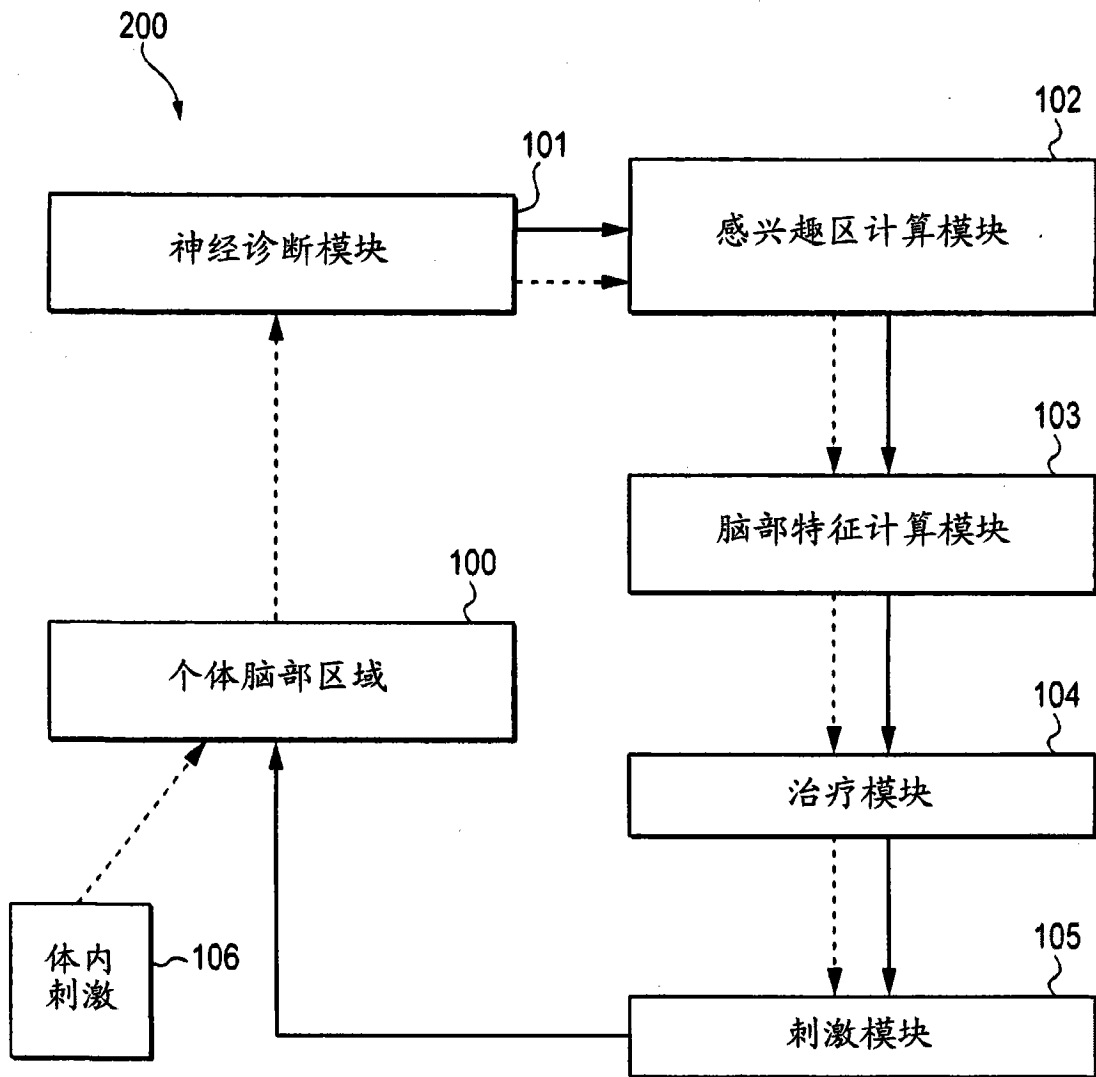 200
102
101
感兴趣区计算模块
神经诊断模块
103
脑部特征计算模块
100
个体脑部区域
104
治疗模块
105
体内
刺激
106
刺激模块